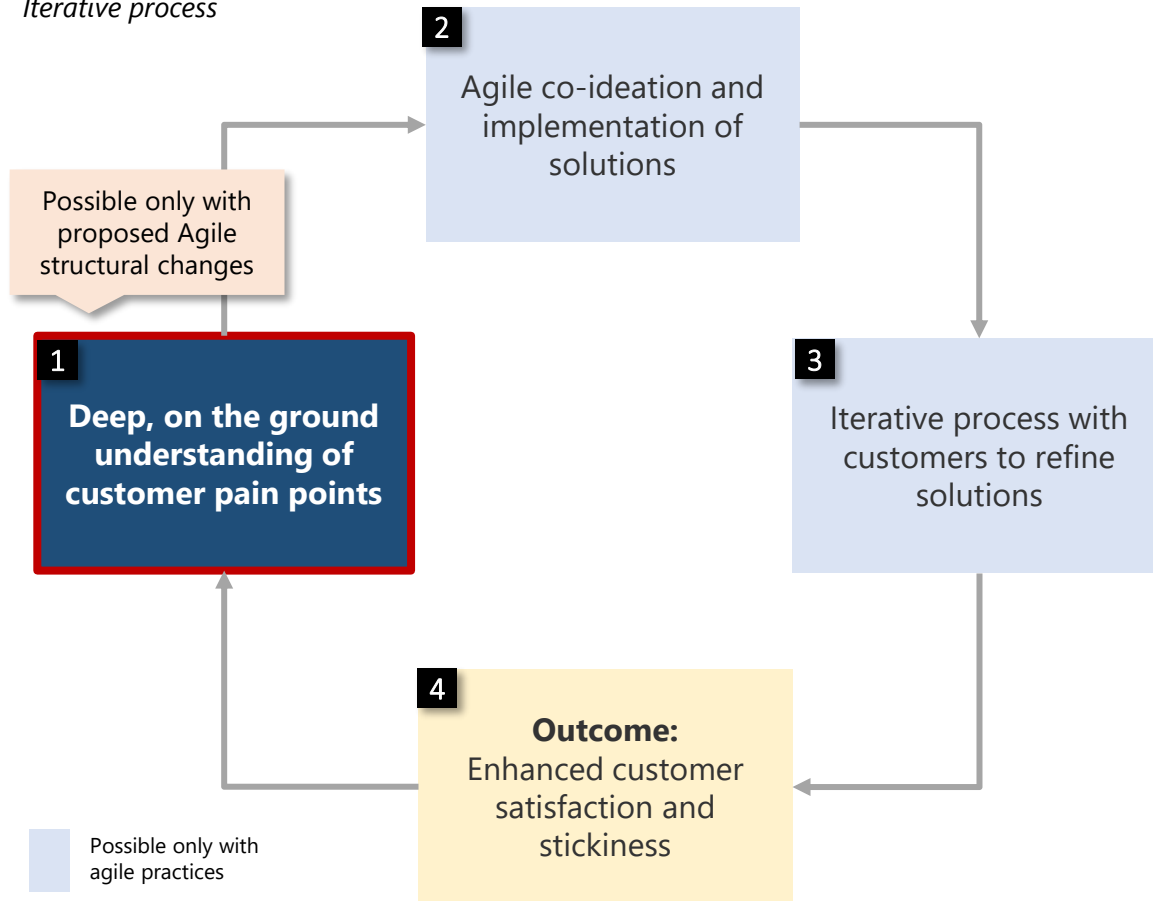 Iterative process
2
Agile co-ideation and
implementation of
solutions
Possible only with
proposed Agile
structural changes
1
Deep, on the ground
understanding of
customer pain points
3
Iterative process with
customers to refine
solutions
4
Outcome:
Enhanced customer
satisfaction and
stickiness
Possible only with
agile practices